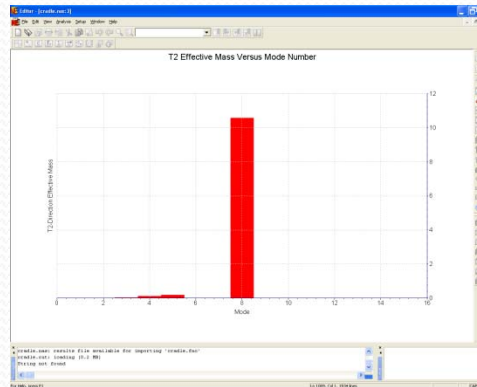 Editor - [cradle.nas:3]
File Edit View Analysis Setup Window Help
T2 Effective Mass Versus Mode Number
T2-Direction Effective Mass
12
10
8
6
4
2
0
0 2 4 6 8 10 12 14 16
Mode
cradle.nas: results file available for importing 'cradle.fno'
cradle.out: loading (0.2 MB)
String not found